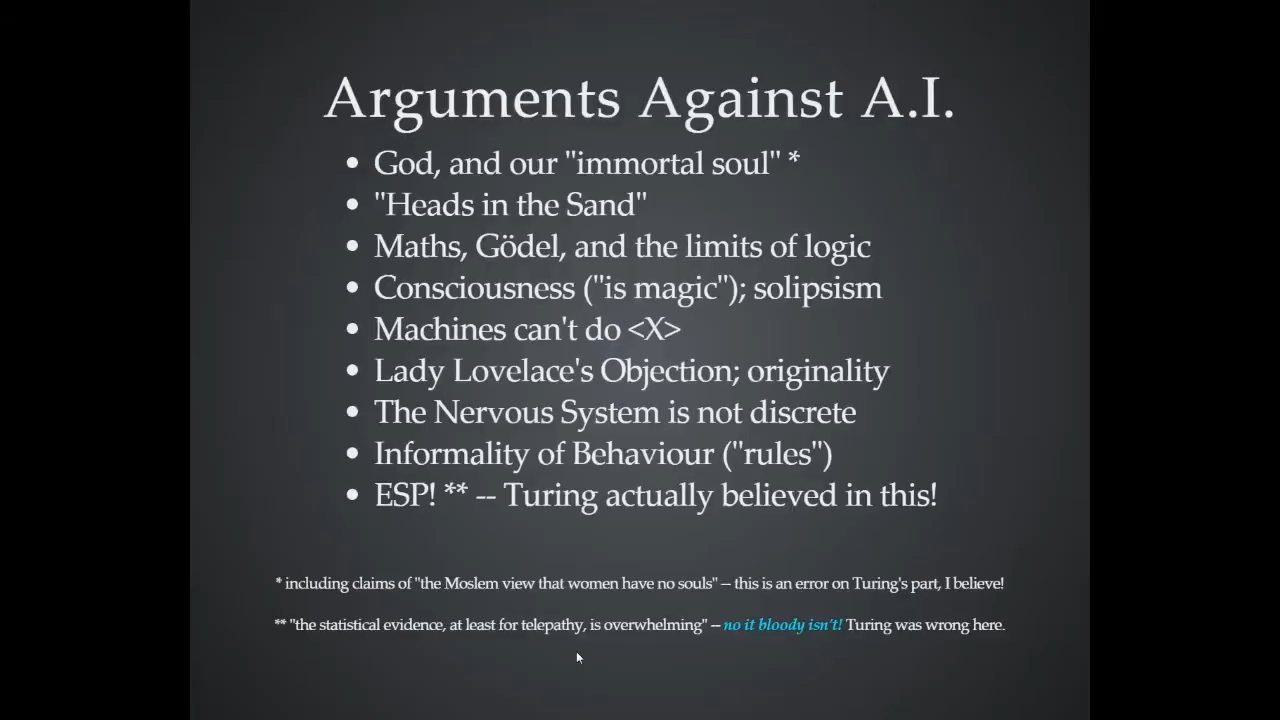 Arguments Against A.I.
• God, and our "immortal soul" *
• "Heads in the Sand"
• Maths, Gödel, and the limits of logic
• Consciousness ("is magic"); solipsism
• Machines can't do <X>
• Lady Lovelace's Objection; originality
• The Nervous System is not discrete
• Informality of Behaviour ("rules")
• ESP! ** -- Turing actually believed in this!
* including claims of "the Moslem view that women have no souls" – this is an error on Turing's part, I believe!
** "the statistical evidence, at least for telepathy, is overwhelming" – no it bloody isn't! Turing was wrong here.